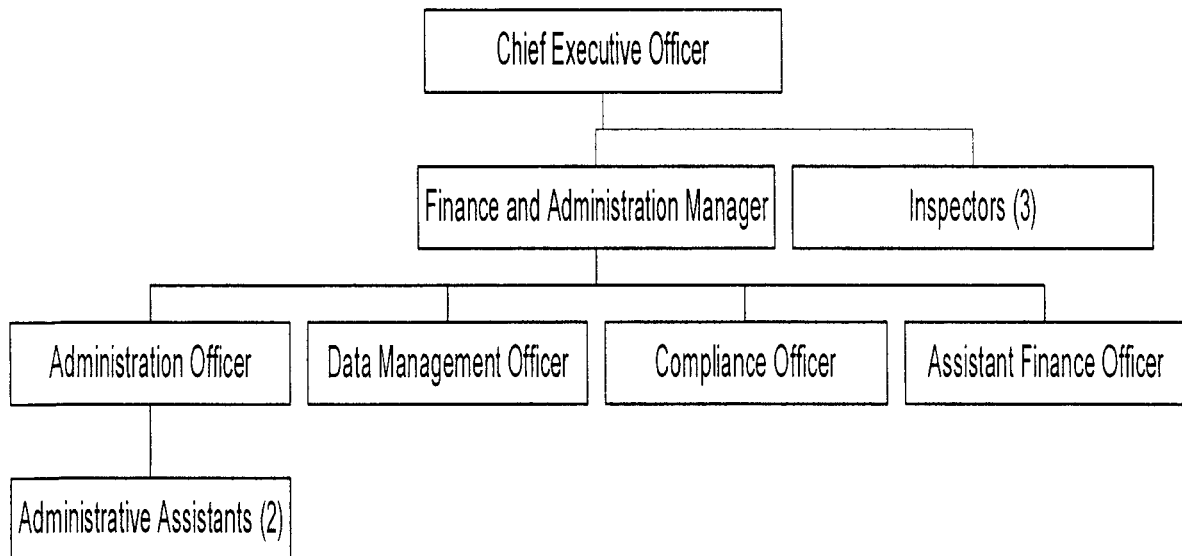 Chief Executive Officer
Finance and Administration Manager
Inspectors (3)
Administration Officer
Data Management Officer
Compliance Officer
Assistant Finance Officer
Administrative Assistants (2)